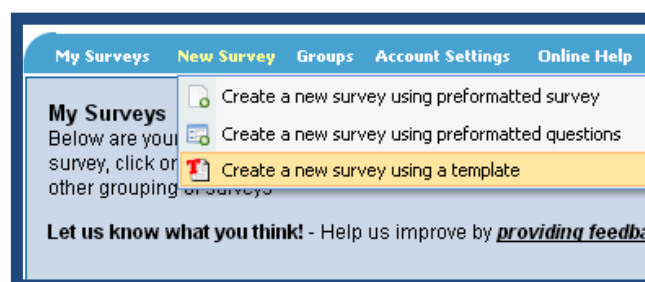 My Surveys New Survey Groups Account Settings Online Help
Create a new survey using preformatted survey
Create a new survey using preformatted questions
Create a new survey using a template
My Surveys
Below are your
survey, click or
other grouping of surveys
Let us know what you think! - Help us improve by providing feedba